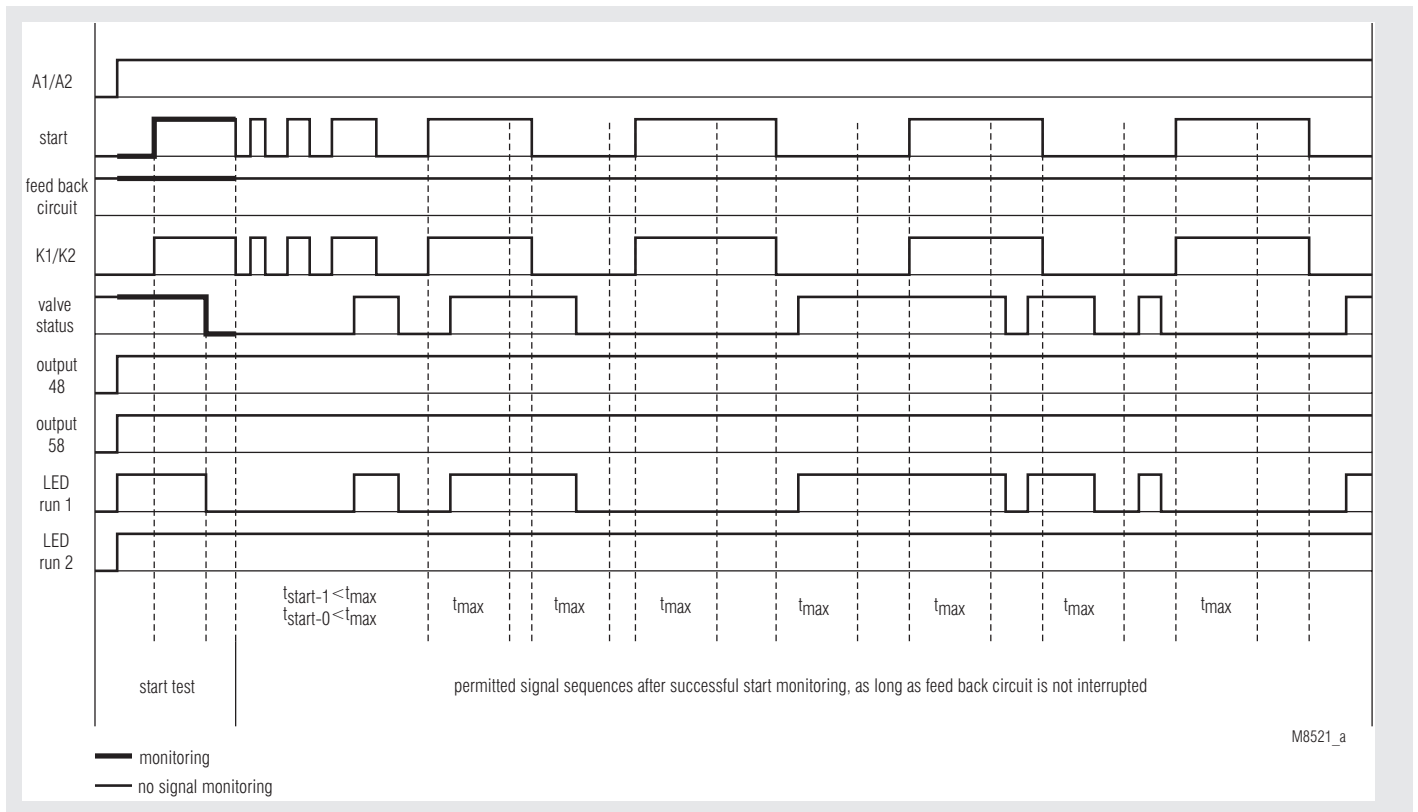 A1/A2
start
feed back
circuit
K1/K2
valve
status
output
48
output
58
LED
run 1
LED
run 2
tstart-1<tmax
tstart-0<tmax
tmax
tmax
tmax
tmax
tmax
tmax
tmax
start test
permitted signal sequences after successful start monitoring, as long as feed back circuit is not interrupted
M8521_a
monitoring
no signal monitoring